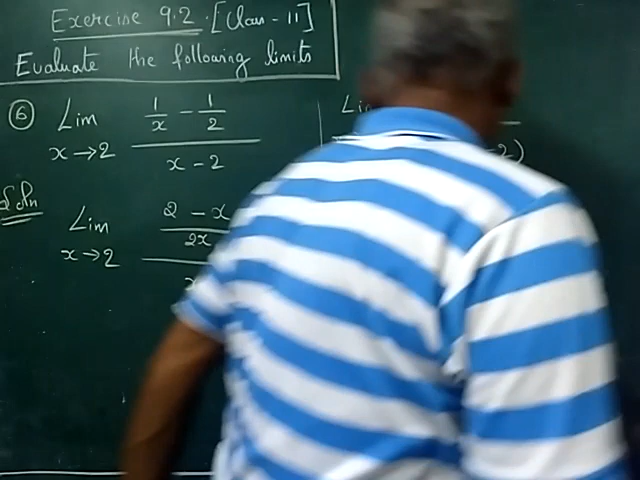 Exercise 9.2. [Class - 11]
Evaluate the following limits
6 Lim x→2 (1/x - 1/2) / (x - 2)
Soln
Lim x→2 (2 - x) / 2x